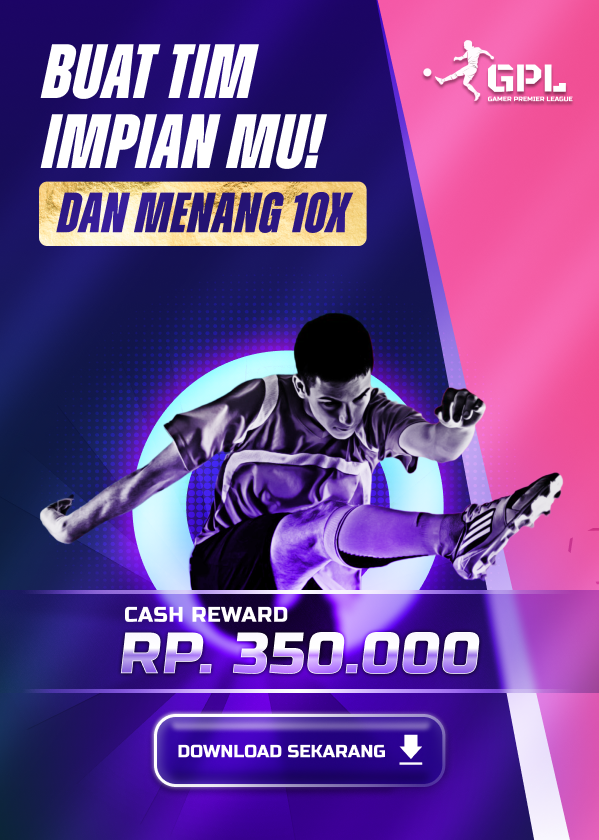 BUAT TIM
IMPIAN MU!
DAN MENANG 10X
GPL
GAMER PREMIER LEAGUE
CASH REWARD
RP. 350.000
DOWNLOAD SEKARANG